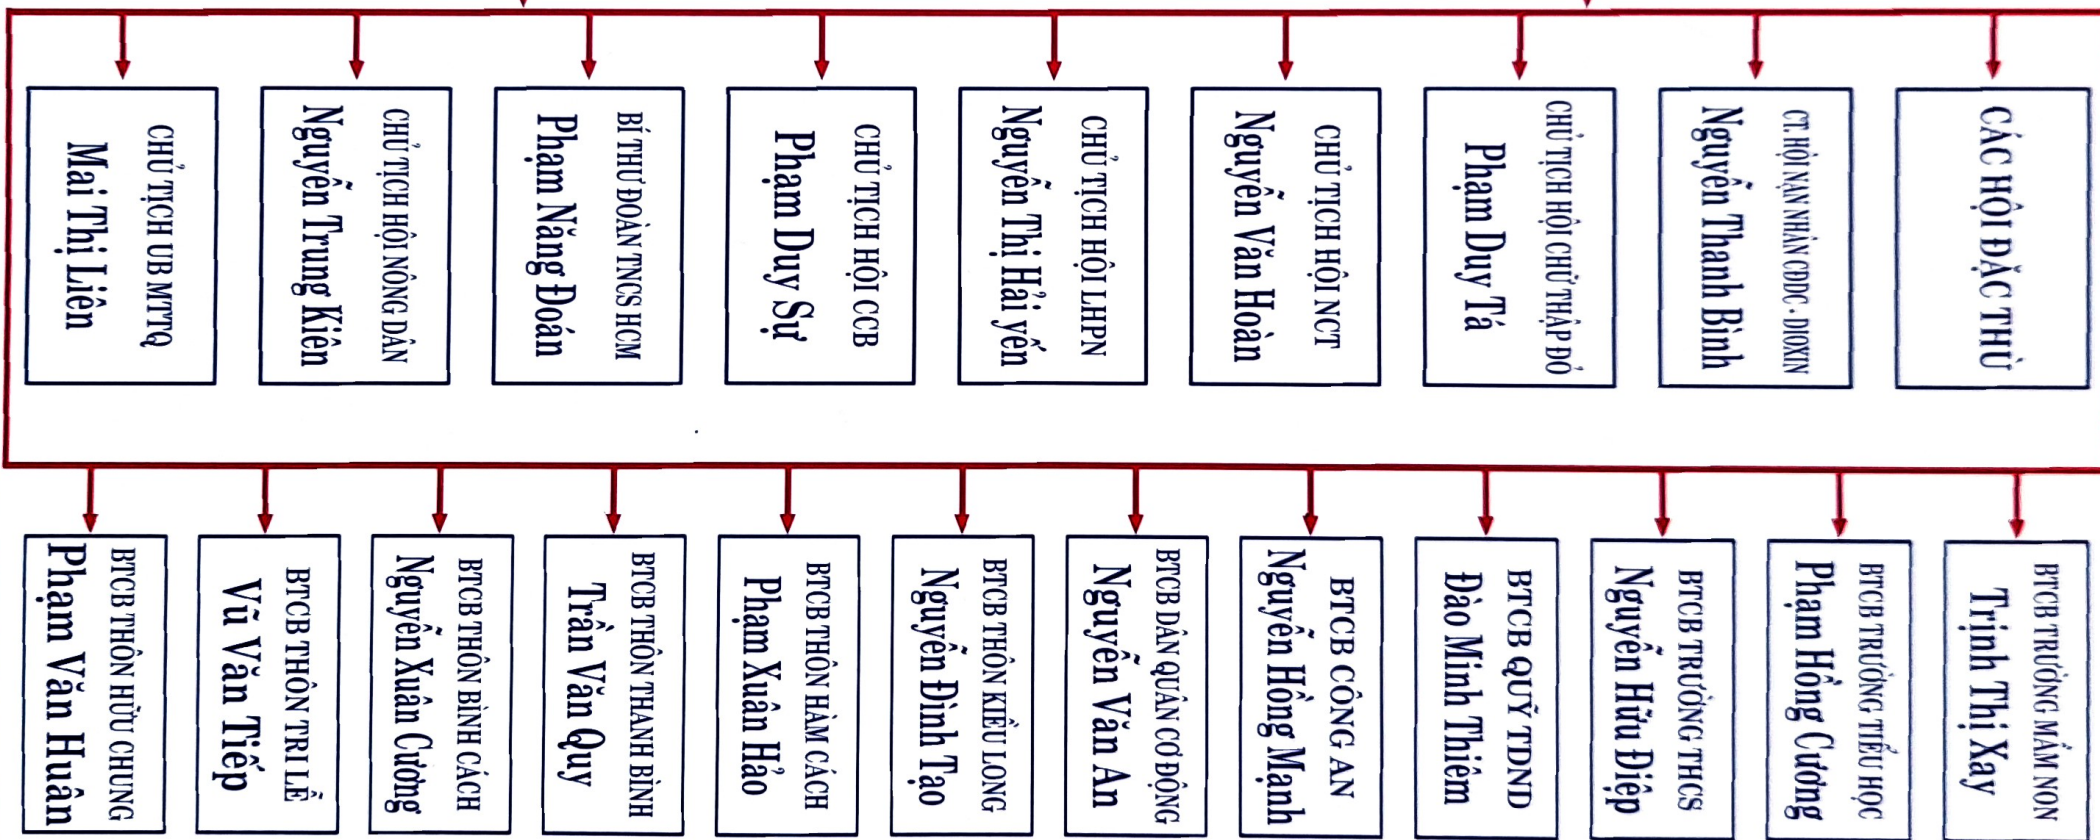 CHỦ TỊCH UB MTTQ
Mai Thị Liên
CHỦ TỊCH HỘI NÔNG DÂN
Nguyễn Trung Kiên
BÍ THƯ ĐOÀN TNCS HCM
Phạm Năng Đoán
CHỦ TỊCH HỘI CCB
Phạm Duy Sự
CHỦ TỊCH HỘI LHPN
Nguyễn Thị Hải yến
CHỦ TỊCH HỘI NCT
Nguyễn Văn Hoàn
CHỦ TỊCH HỘI CHỮ THẬP ĐỎ
Phạm Duy Tá
CT. HỘI NẠN NHÂN CĐDC - DIOXIN
Nguyễn Thanh Bình
CÁC HỘI ĐẶC THÙ
BTCB THÔN HỮU CHUNG
Phạm Văn Huân
BTCB THÔN TRI LỄ
Vũ Văn Tiếp
BTCB THÔN BÌNH CÁCH
Nguyễn Xuân Cương
BTCB THÔN THANH BÌNH
Trần Văn Quy
BTCB THÔN HÀM CÁCH
Phạm Xuân Hảo
BTCB THÔN KIỀU LONG
Nguyễn Đình Tạo
BTCB DÂN QUÂN CƠ ĐỘNG
Nguyễn Văn An
BTCB CÔNG AN
Nguyễn Hồng Mạnh
BTCB QUỸ TDND
Đào Minh Thiêm
BTCB TRƯỜNG THCS
Nguyễn Hữu Điệp
BTCB TRƯỜNG TIỂU HỌC
Phạm Hồng Cương
BTCB TRƯỜNG MẦM NON
Trịnh Thị Xay